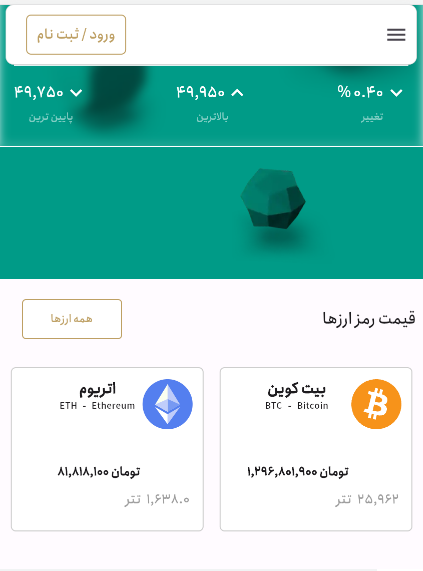 ورود / ثبت نام
% ۰.۴۰ ۴۹,۹۵۰ ۴۹,۷۵۰
تغییر بالاترین پایین ترین
قیمت رمز ارزها
همه ارزها
بیت کوین
BTC - Bitcoin
۱,۲۹۶,۸۰۱,۹۰۰ تومان
۲۵,۹۶۲ تتر
اتریوم
ETH - Ethereum
۸۱,۸۱۸,۱۰۰ تومان
۱,۶۳۸.۰ تتر